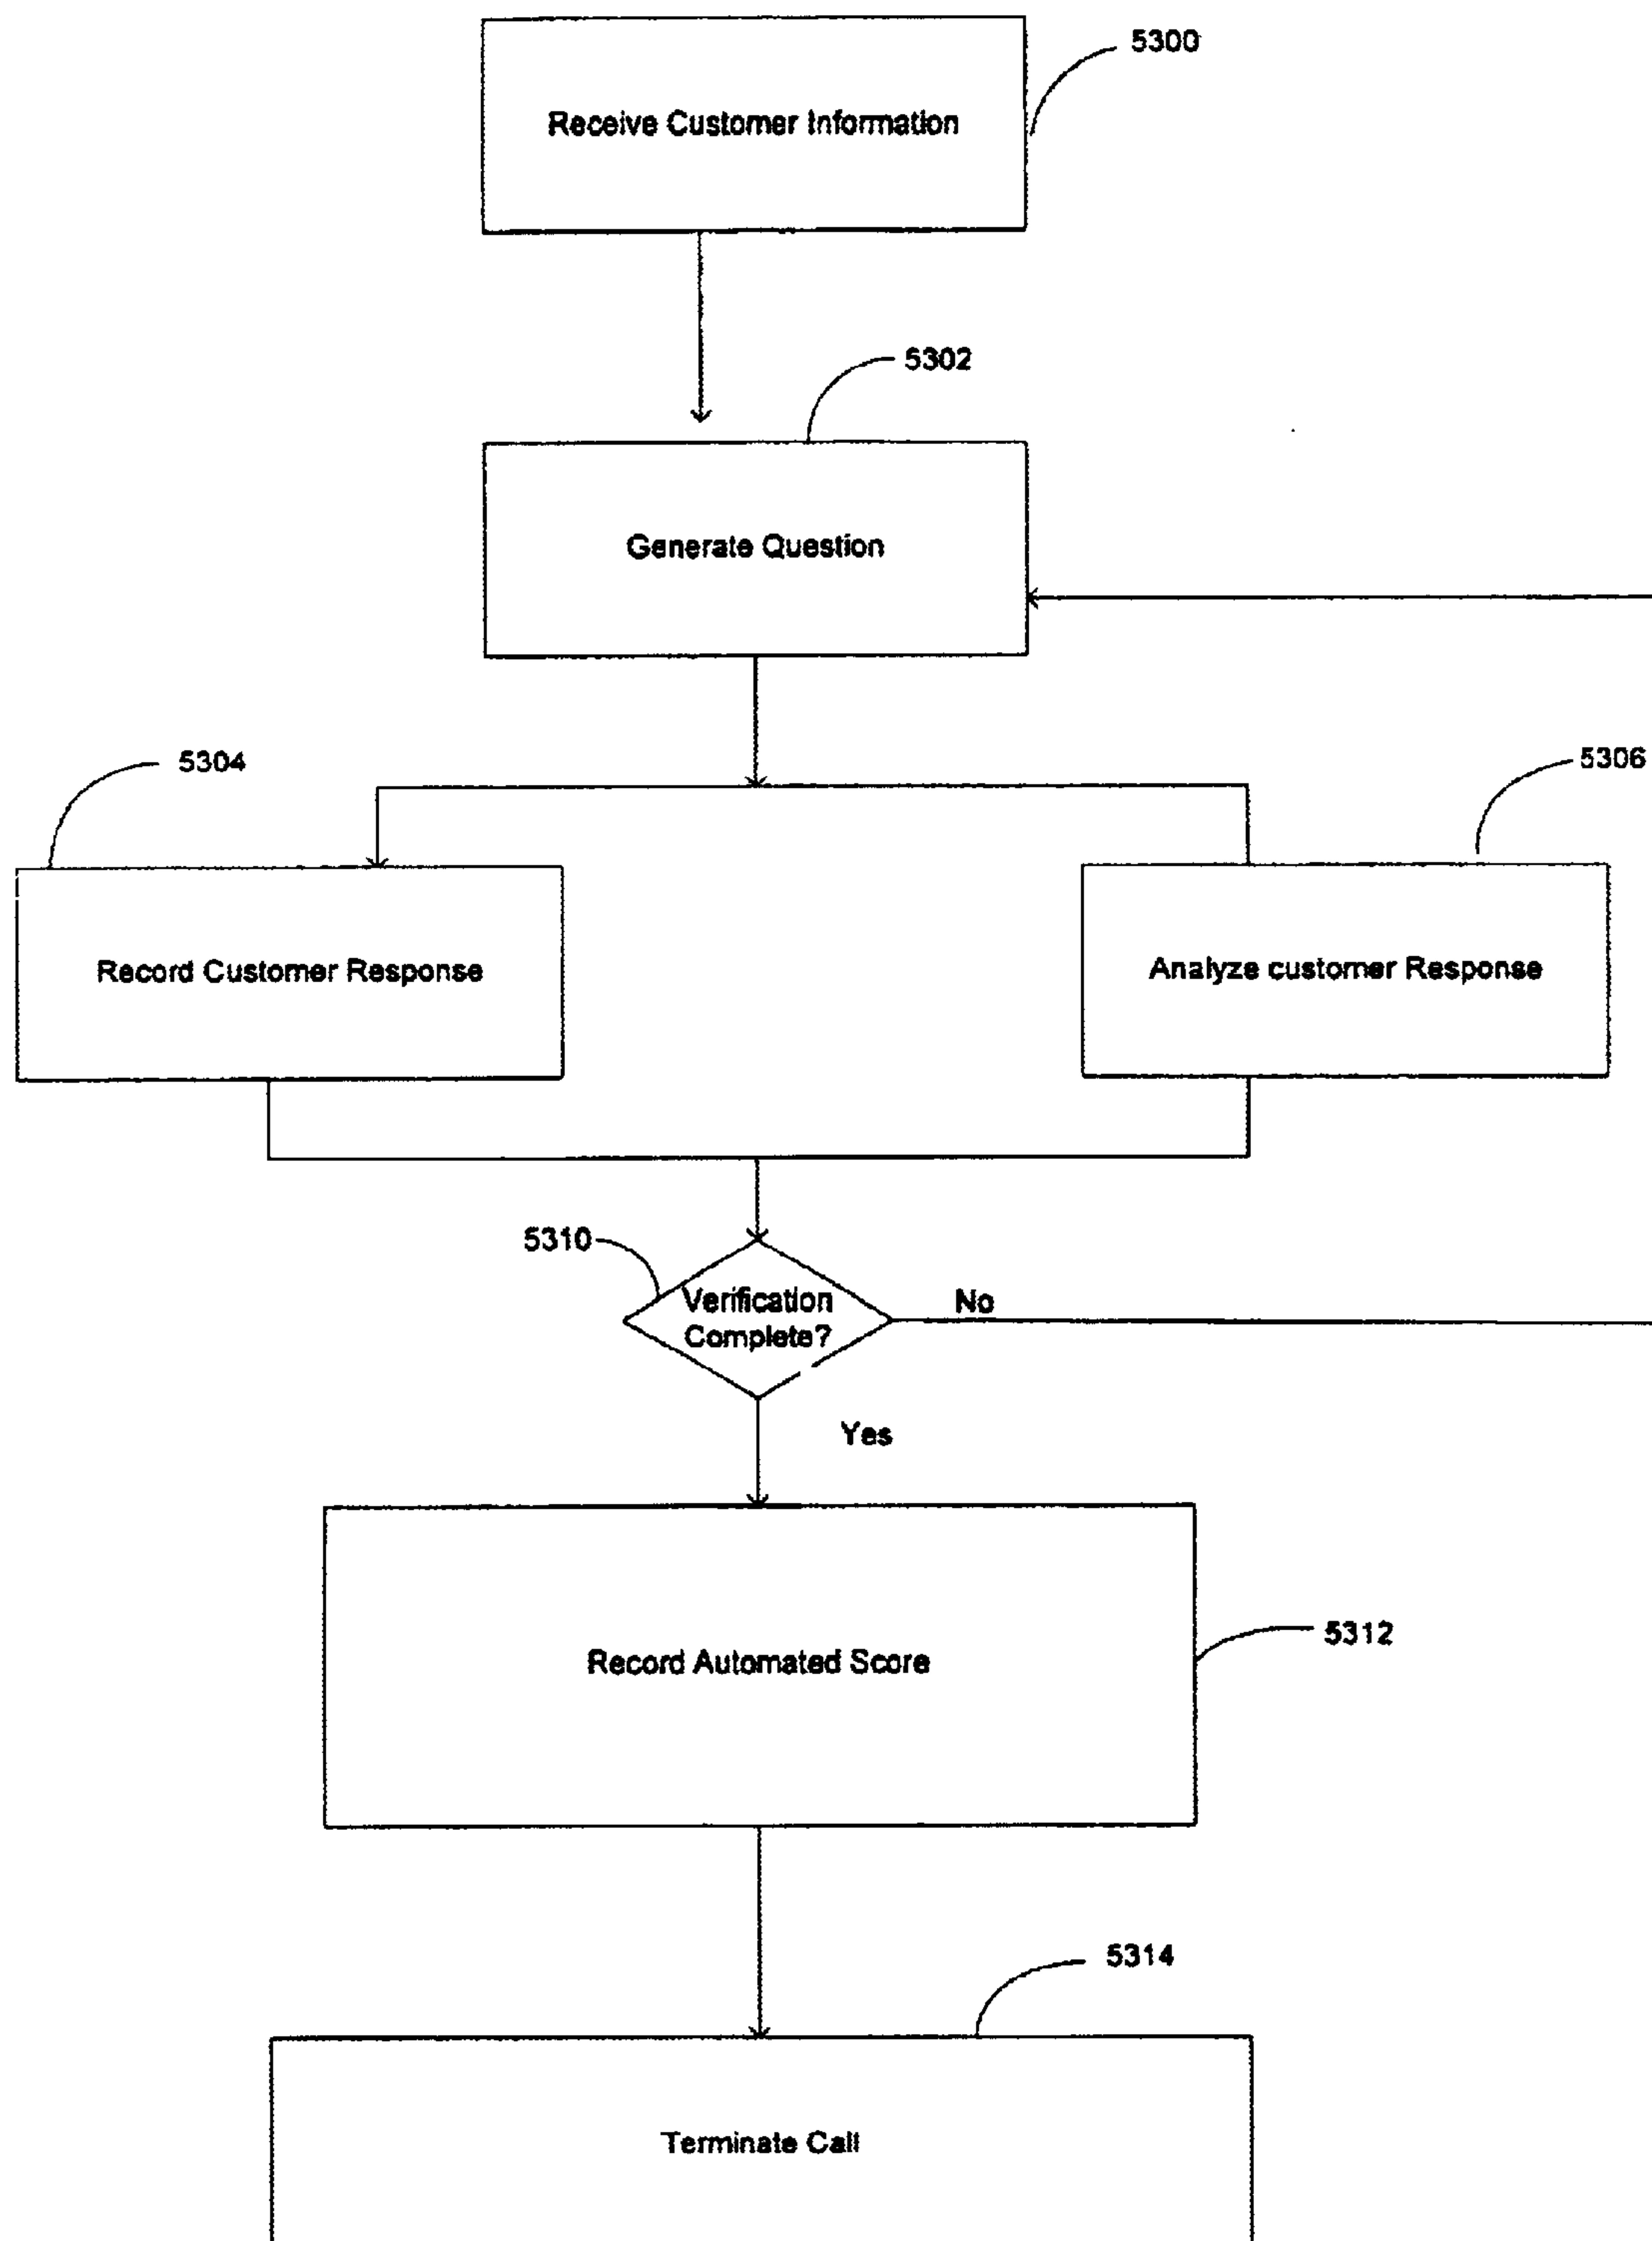 5300
Receive Customer Information
5302
Generate Question
5304
5306
Record Customer Response
Analyze customer Response
5310
Verification
Complete?
No
Yes
Record Automated Score
5312
5314
Terminate Call